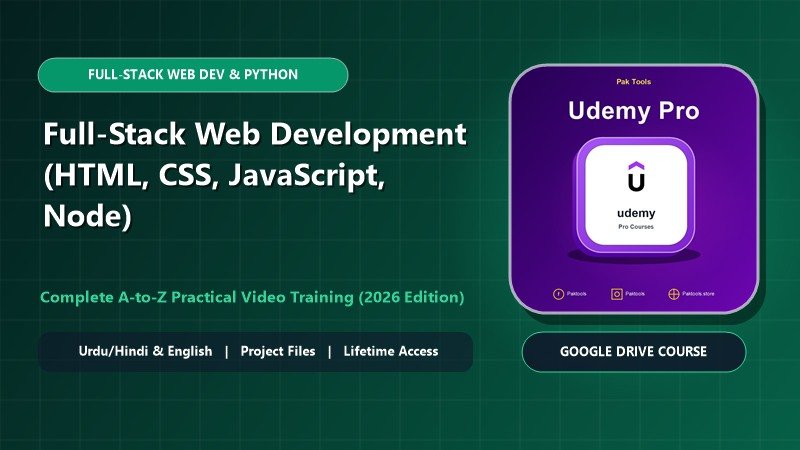 FULL-STACK WEB DEV & PYTHON
Full-Stack Web Development
(HTML, CSS, JavaScript,
Node)
Complete A-to-Z Practical Video Training (2026 Edition)
Urdu/Hindi & English | Project Files | Lifetime Access
Pak Tools
Udemy Pro
udemy
Pro Courses
Paktools
Paktools
Paktools.store
GOOGLE DRIVE COURSE